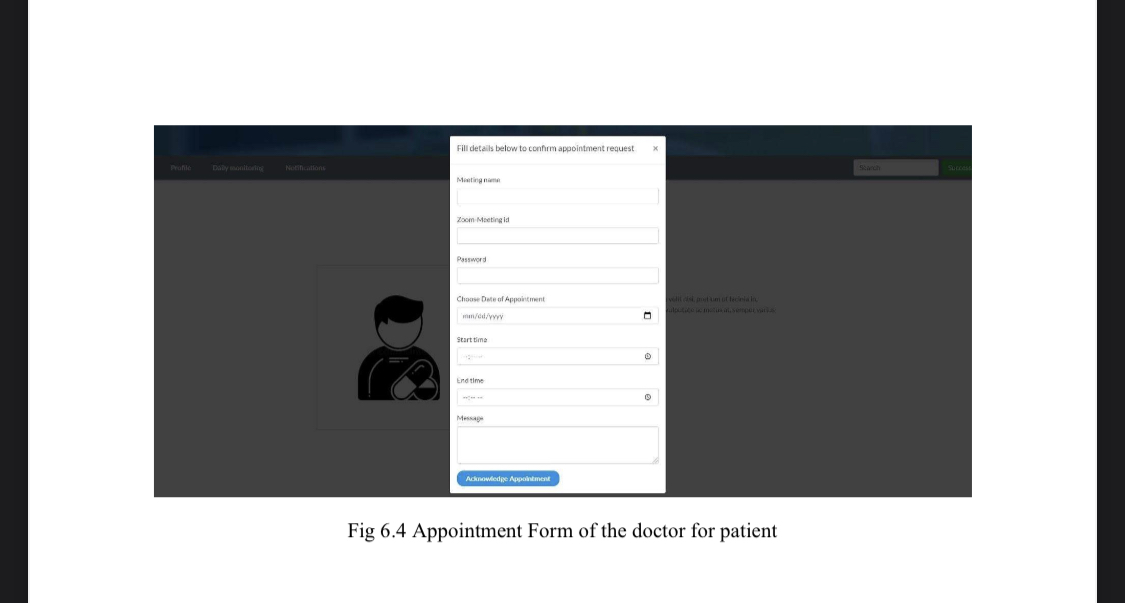 Fill details below to confirm appointment request ×
Profile Daily monitoring Notifications
Search
Meeting name
Zoom-Meeting id
Password
Choose Date of Appointment
mm/dd/yyyy
Start time
--:-- --
End time
--:-- --
Message
Acknowledge Appointment
Fig 6.4 Appointment Form of the doctor for patient